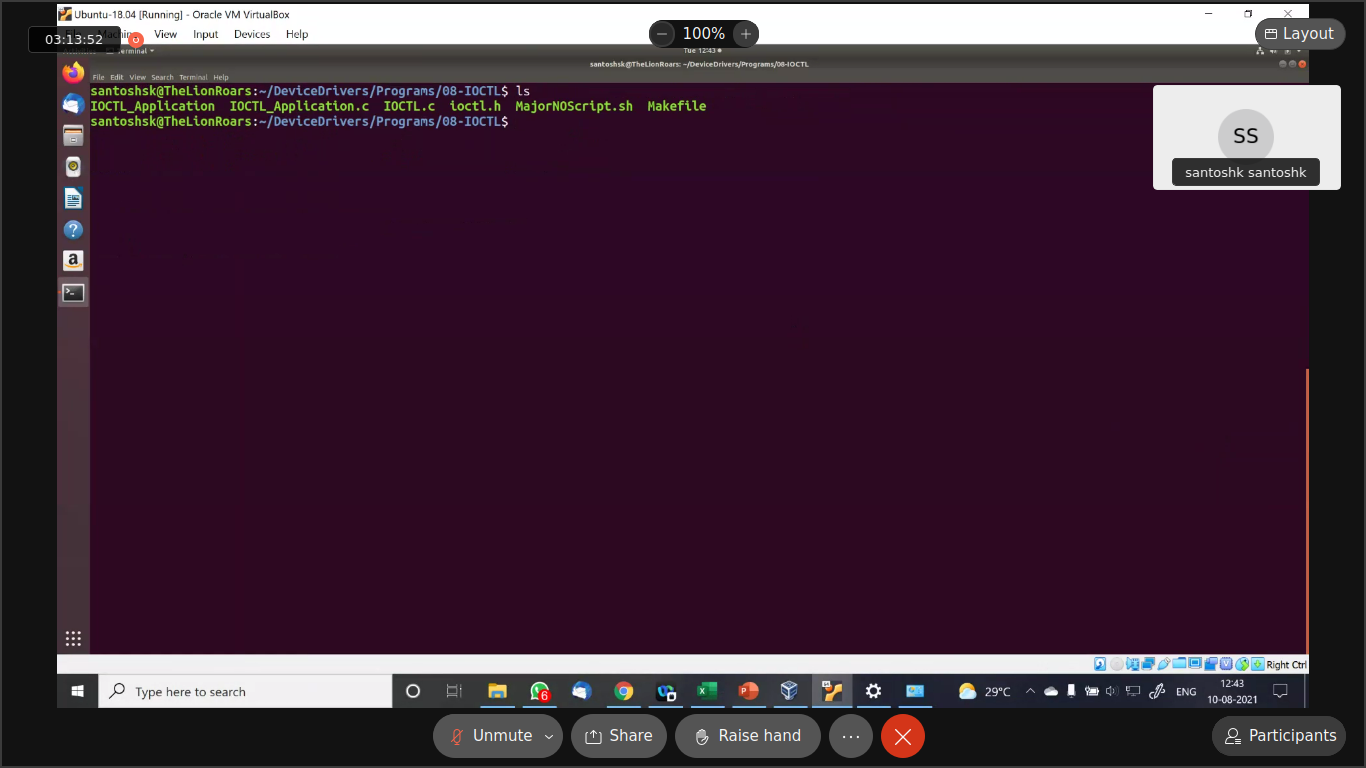 Ubuntu-18.04 [Running] - Oracle VM VirtualBox
03:13:52
View Input Devices Help
100%
Layout
Tue 12:43
santoshsk@TheLionRoars: ~/DeviceDrivers/Programs/08-IOCTL
File Edit View Search Terminal Help
santoshsk@TheLionRoars:~/DeviceDrivers/Programs/08-IOCTL$ ls
IOCTL_Application IOCTL_Application.c IOCTL.c ioctl.h MajorNOScript.sh Makefile
santoshsk@TheLionRoars:~/DeviceDrivers/Programs/08-IOCTL$
SS
santoshk santoshk
Right Ctrl
Type here to search
6
29°C
ENG
12:43
10-08-2021
Unmute
Share
Raise hand
Participants